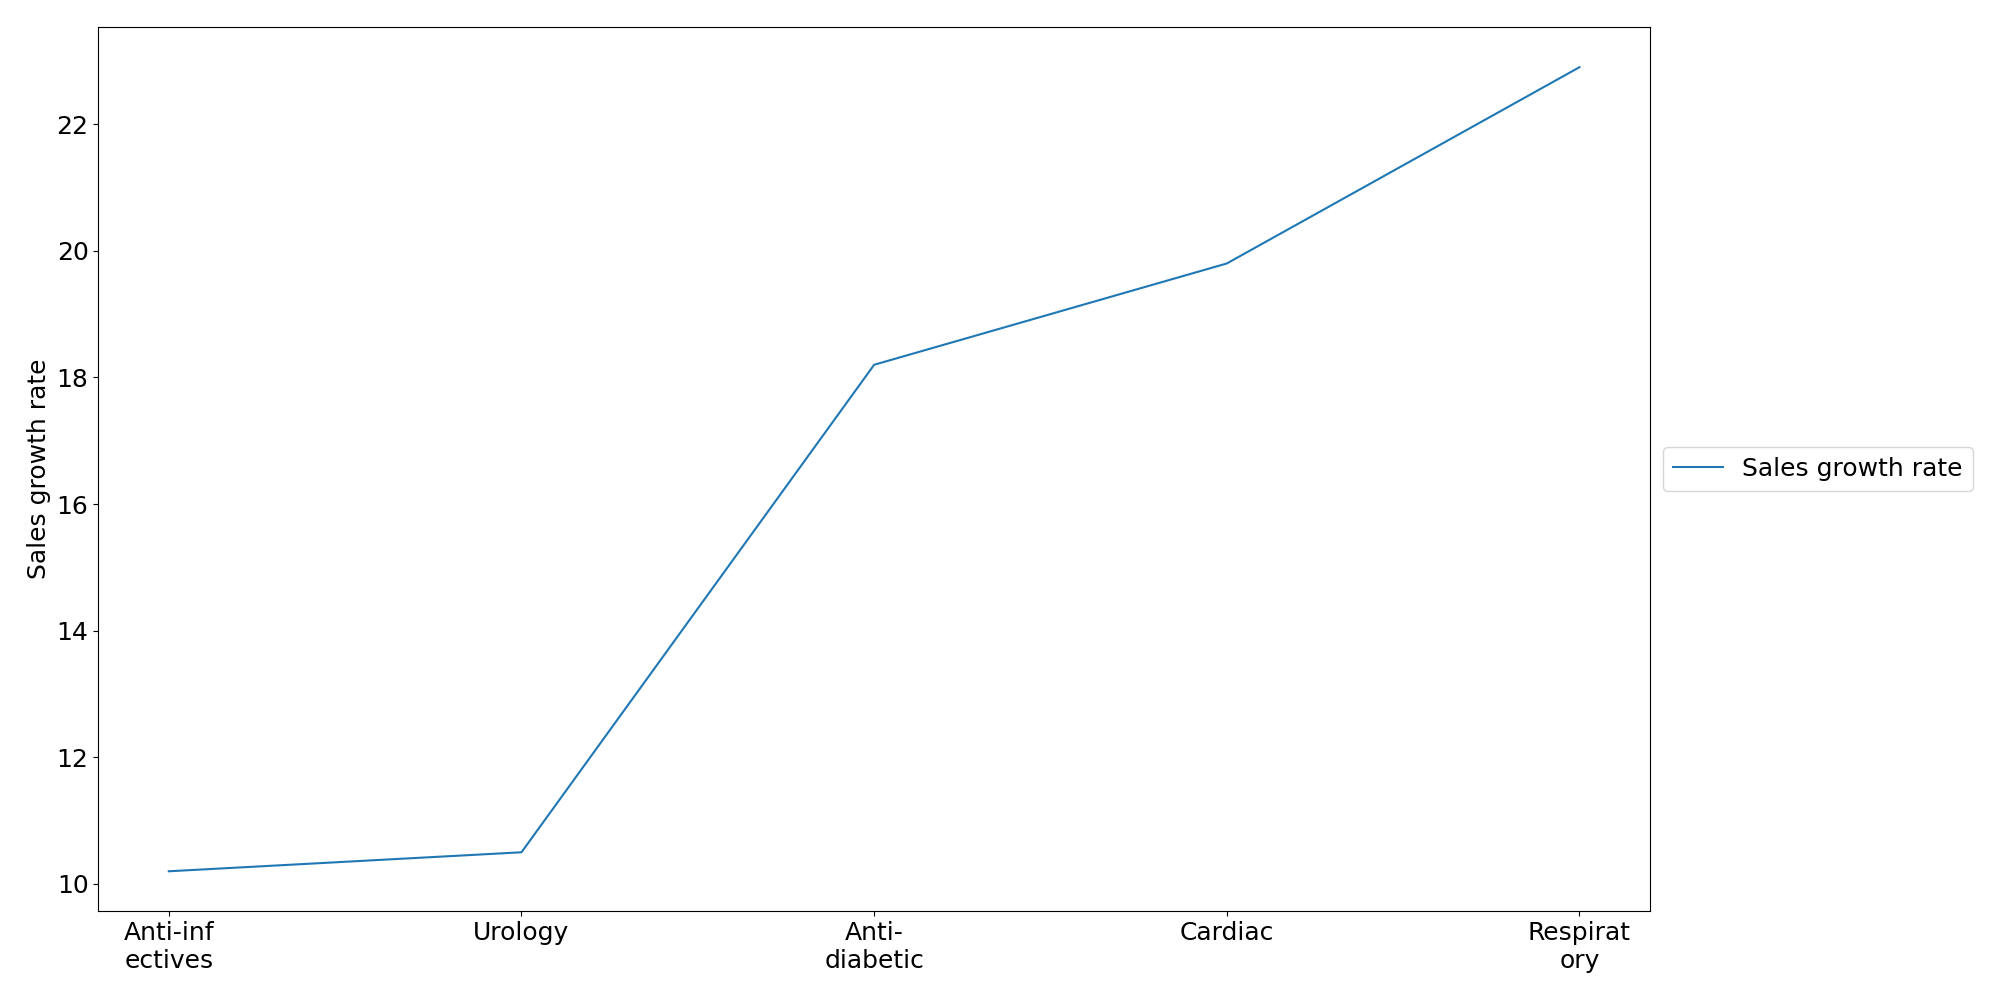 22
20
18
16
14
12
10
Sales growth rate
Anti-inf
ectives
Urology
Anti-
diabetic
Cardiac
Respirat
ory
Sales growth rate